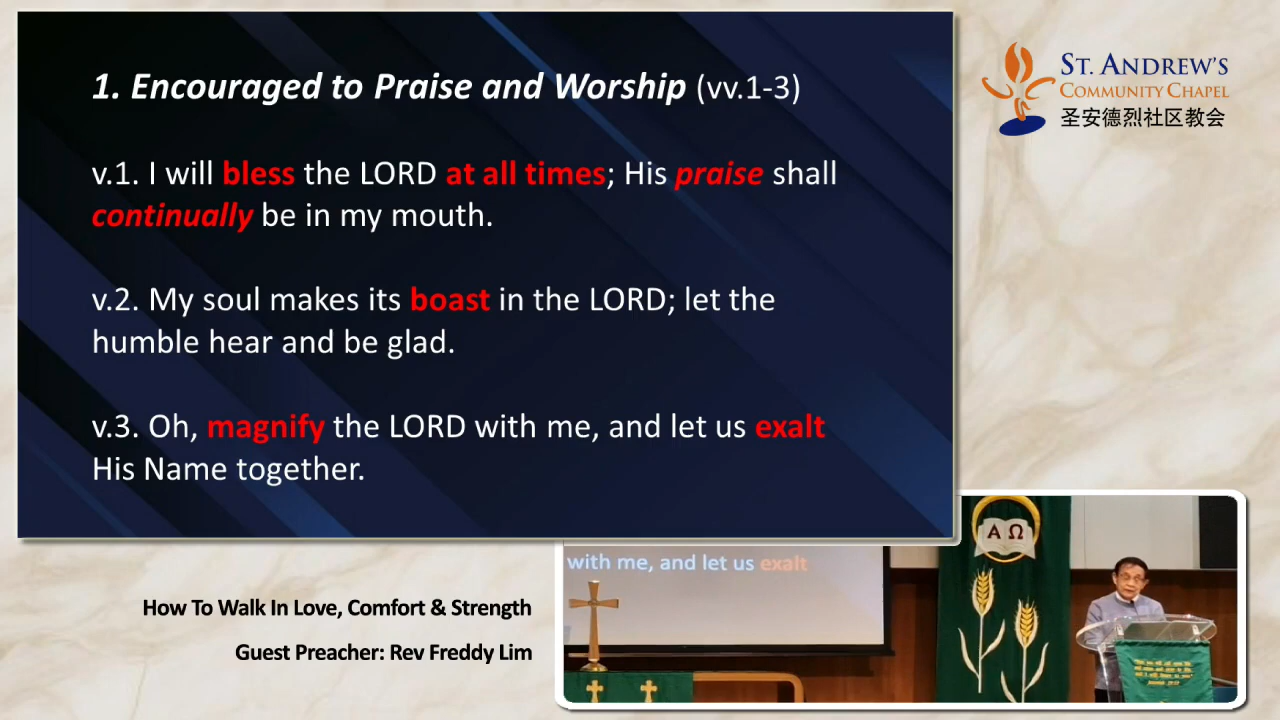 1. Encouraged to Praise and Worship (vv.1-3)
v.1. I will bless the LORD at all times; His praise shall
continually be in my mouth.
v.2. My soul makes its boast in the LORD; let the
humble hear and be glad.
v.3. Oh, magnify the LORD with me, and let us exalt
His Name together.
ST. ANDREW'S
COMMUNITY CHAPEL
圣安德烈社区教会
How To Walk In Love, Comfort & Strength
Guest Preacher: Rev Freddy Lim
with me, and let us exalt
Α Ω